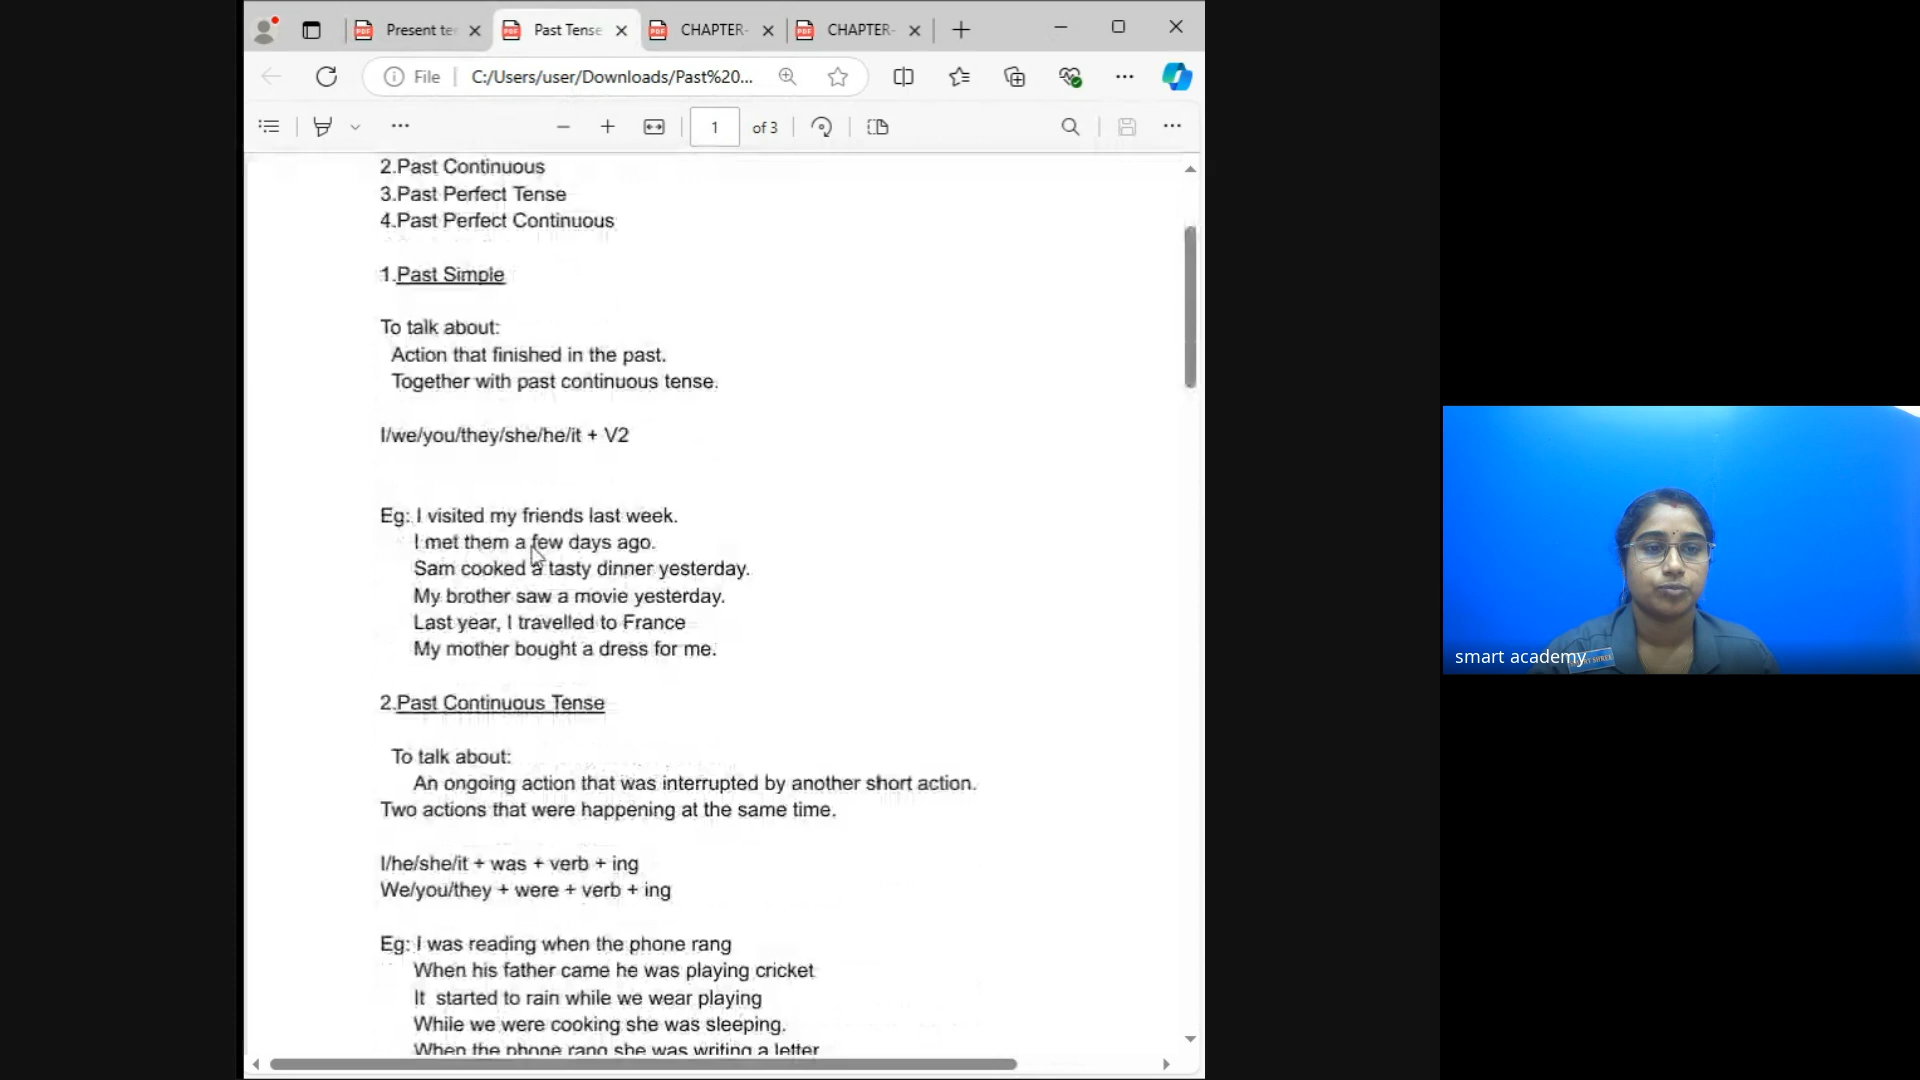 Present te
Past Tense
CHAPTER-
CHAPTER-
File
C:/Users/user/Downloads/Past%20...
1 of 3
2.Past Continuous
3.Past Perfect Tense
4.Past Perfect Continuous
1.Past Simple
To talk about:
Action that finished in the past.
Together with past continuous tense.
I/we/you/they/she/he/it + V2
Eg: I visited my friends last week.
I met them a few days ago.
Sam cooked a tasty dinner yesterday.
My brother saw a movie yesterday.
Last year, I travelled to France
My mother bought a dress for me.
2.Past Continuous Tense
To talk about:
An ongoing action that was interrupted by another short action.
Two actions that were happening at the same time.
I/he/she/it + was + verb + ing
We/you/they + were + verb + ing
Eg: I was reading when the phone rang
When his father came he was playing cricket
It started to rain while we wear playing
While we were cooking she was sleeping.
When the phone rang she was writing a letter
smart academy